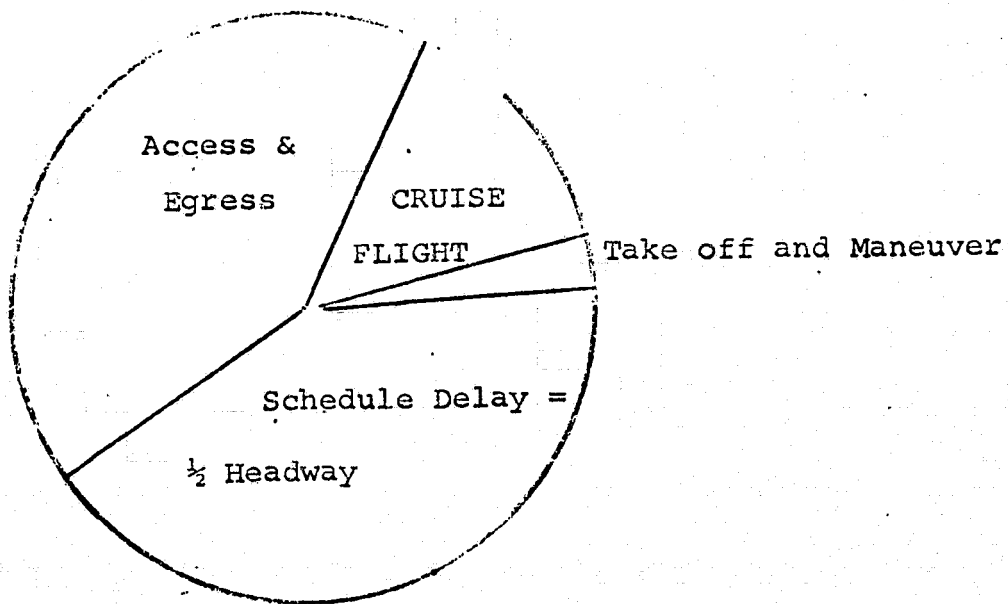 Access &
Egress
CRUISE
FLIGHT
Take off and Maneuver
Schedule Delay =
½ Headway